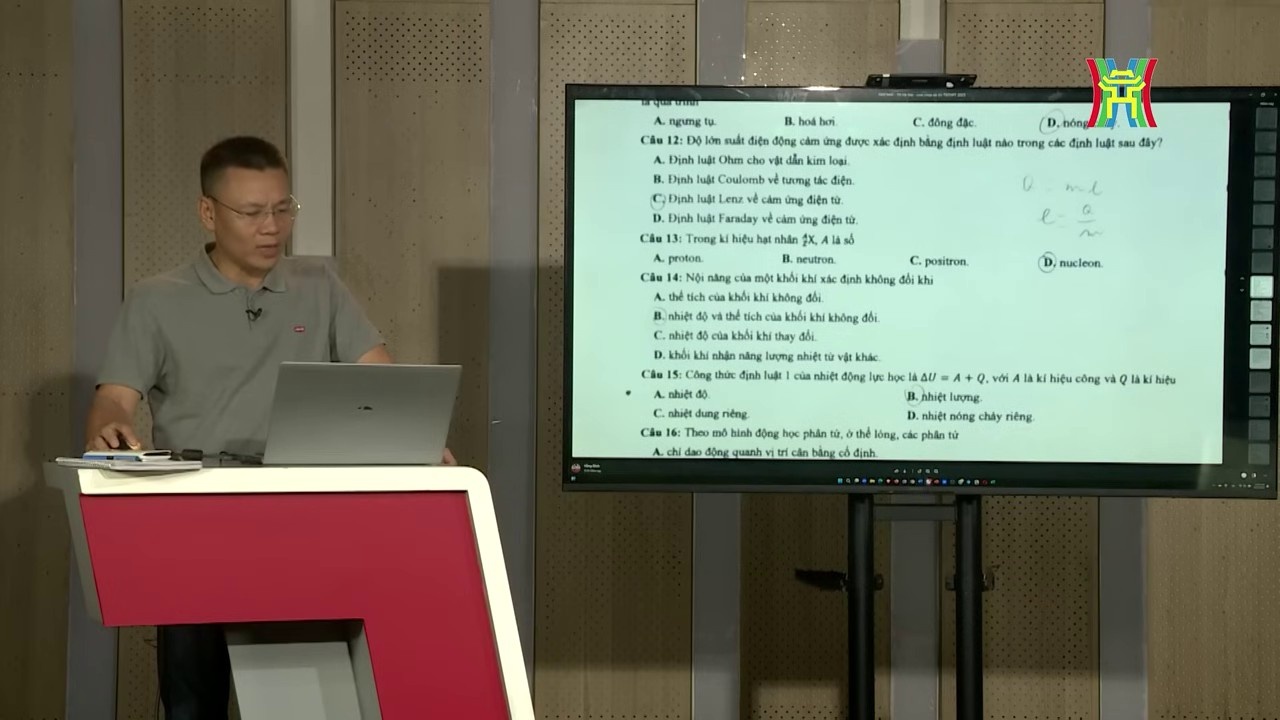 là quá trình
A. ngưng tụ. B. hoá hơi. C. đông đặc. D. nóng
Câu 12: Độ lớn suất điện động cảm ứng được xác định bằng định luật nào trong các định luật sau đây?
A. Định luật Ohm cho vật dẫn kim loại.
B. Định luật Coulomb về tương tác điện.
C. Định luật Lenz về cảm ứng điện từ.
D. Định luật Faraday về cảm ứng điện từ.
Câu 13: Trong kí hiệu hạt nhân ᴬ_ZX, A là số
A. proton. B. neutron. C. positron. D. nucleon.
Câu 14: Nội năng của một khối khí xác định không đổi khi
A. thể tích của khối khí không đổi.
B. nhiệt độ và thể tích của khối khí không đổi.
C. nhiệt độ của khối khí thay đổi.
D. khối khí nhận năng lượng nhiệt từ vật khác.
Câu 15: Công thức định luật 1 của nhiệt động lực học là ΔU = A + Q, với A là kí hiệu công và Q là kí hiệu
A. nhiệt độ. B. nhiệt lượng.
C. nhiệt dung riêng. D. nhiệt nóng chảy riêng.
Câu 16: Theo mô hình động học phân tử, ở thể lỏng, các phân tử
A. chỉ dao động quanh vị trí cân bằng cố định.